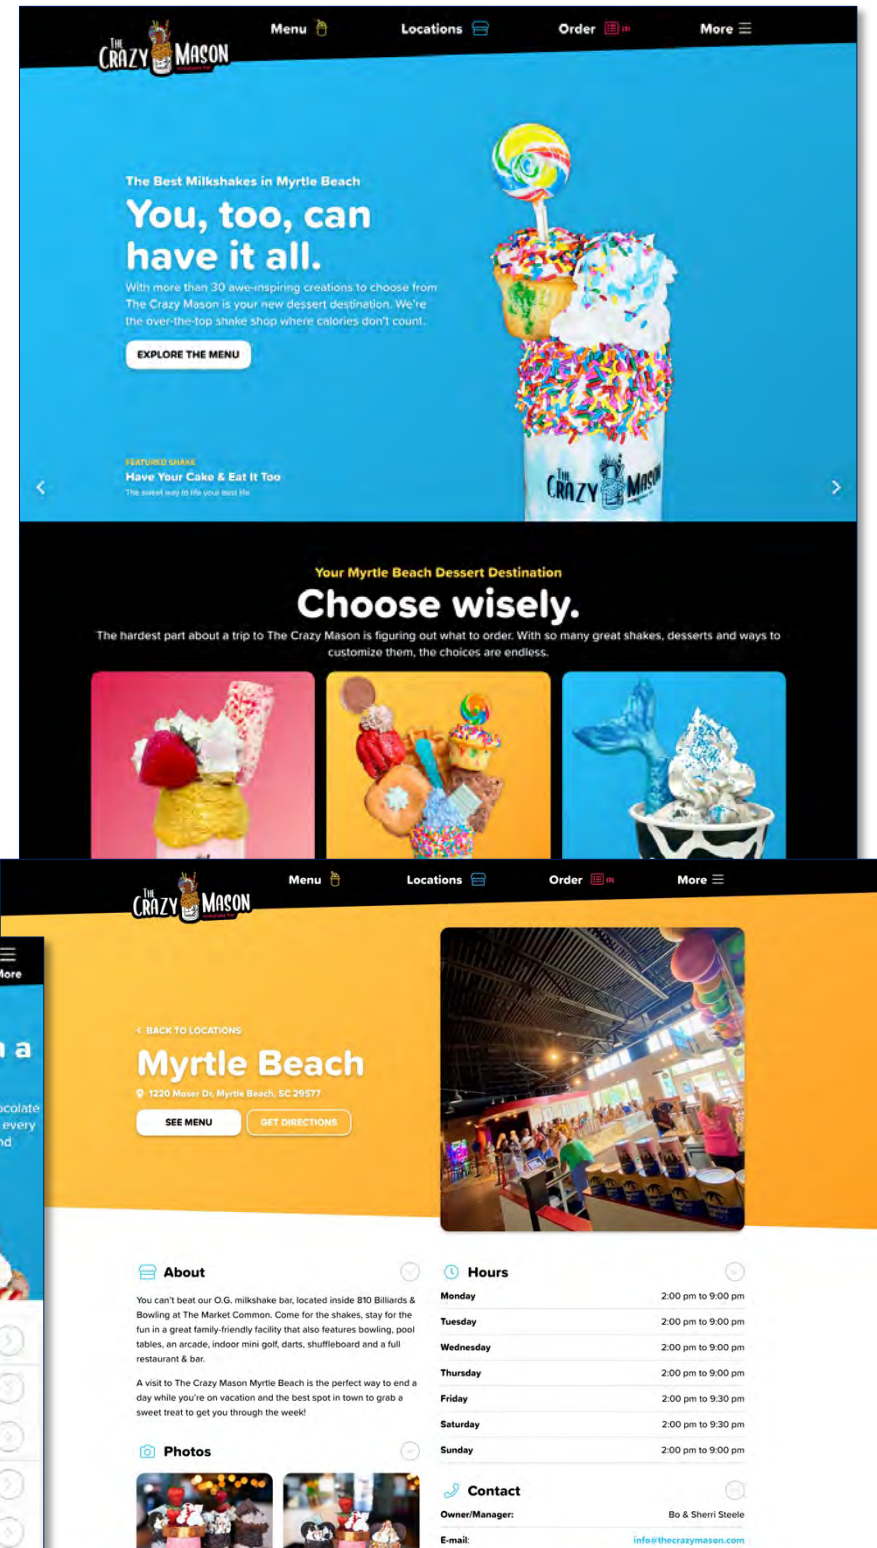 THE CRAZY MASON
Menu
Locations
Order
More
The Best Milkshakes in Myrtle Beach
You, too, can
have it all.
With more than 30 awe-inspiring creations to choose from
The Crazy Mason is your new dessert destination. We're
the over-the-top shake shop where calories don't count.
EXPLORE THE MENU
FEATURED SHAKE
Have Your Cake & Eat It Too
The sweet way to life your best life
THE CRAZY MASON
Your Myrtle Beach Dessert Destination
Choose wisely.
The hardest part about a trip to The Crazy Mason is figuring out what to order. With so many great shakes, desserts and ways to
customize them, the choices are endless.
THE CRAZY MASON
Menu
Locations
Order
More
More
n a
ocolate
every
nd
BACK TO LOCATIONS
Myrtle Beach
1220 Moser Dr, Myrtle Beach, SC 29577
SEE MENU
GET DIRECTIONS
About
You can't beat our O.G. milkshake bar, located inside 810 Billiards &
Bowling at The Market Common. Come for the shakes, stay for the
fun in a great family-friendly facility that also features bowling, pool
tables, an arcade, indoor mini golf, darts, shuffleboard and a full
restaurant & bar.
A visit to The Crazy Mason Myrtle Beach is the perfect way to end a
day while you're on vacation and the best spot in town to grab a
sweet treat to get you through the week!
Photos
Hours
Monday 2:00 pm to 9:00 pm
Tuesday 2:00 pm to 9:00 pm
Wednesday 2:00 pm to 9:00 pm
Thursday 2:00 pm to 9:00 pm
Friday 2:00 pm to 9:30 pm
Saturday 2:00 pm to 9:30 pm
Sunday 2:00 pm to 9:00 pm
Contact
Owner/Manager: Bo & Sherri Steele
E-mail: info@thecrazymason.com